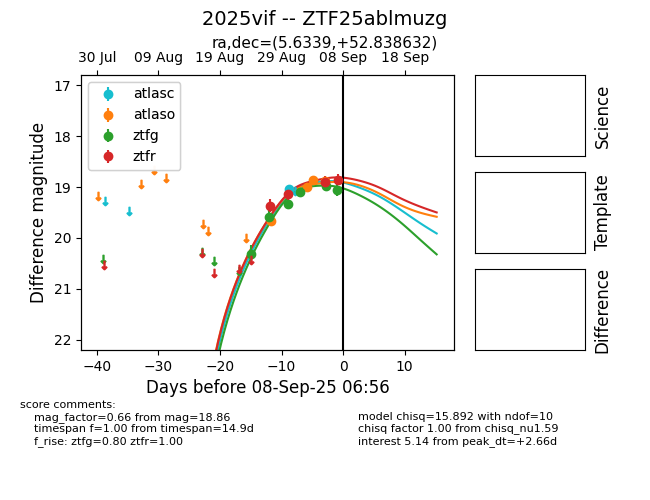 2025vif -- ZTF25ablmuzg
ra,dec=(5.6339,+52.838632)
30 Jul 09 Aug 19 Aug 29 Aug 08 Sep 18 Sep
atlasc
atlaso
ztfg
ztfr
17
18
19
20
21
22
Difference magnitude
−40 −30 −20 −10 0 10
Days before 08-Sep-25 06:56
Science
Template
Difference
score comments:
mag_factor=0.66 from mag=18.86
timespan f=1.00 from timespan=14.9d
f_rise: ztfg=0.80 ztfr=1.00
model chisq=15.892 with ndof=10
chisq factor 1.00 from chisq_nu1.59
interest 5.14 from peak_dt=+2.66d